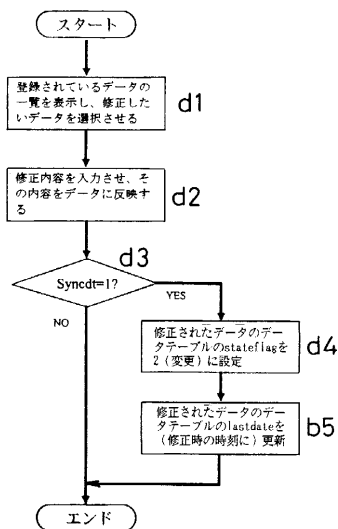 スタート
登録されているデータの
一覧を表示し、修正した
いデータを選択させる
d1
修正内容を入力させ、そ
の内容をデータに反映す
る
d2
d3
Syncdt=1?
YES
NO
修正されたデータのデー
タテーブルのstateflagを
2（変更）に設定
d4
修正されたデータのデー
タテーブルのlastdateを
（修正時の時刻に）更新
b5
エンド